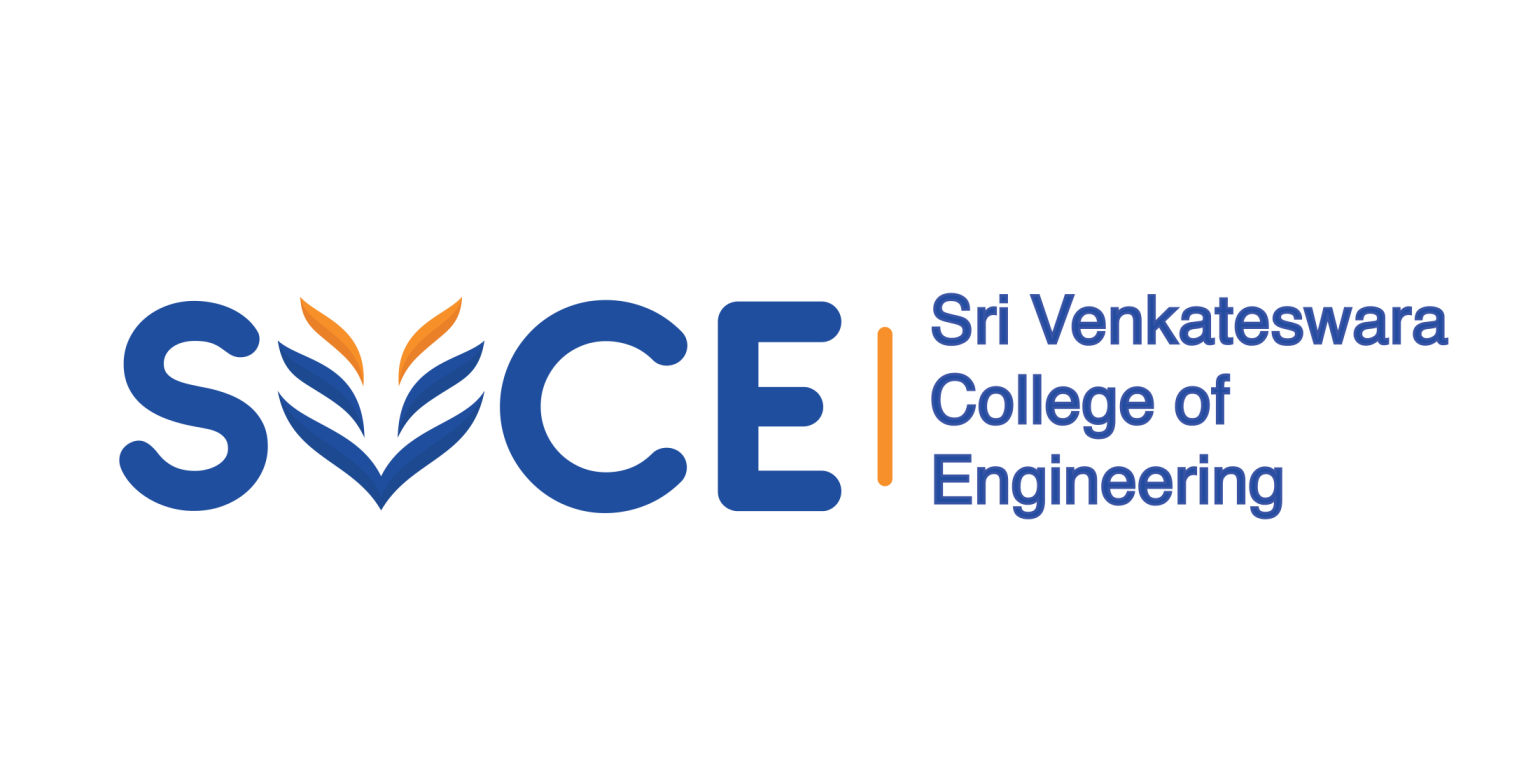 SVCE
Sri Venkateswara
College of
Engineering